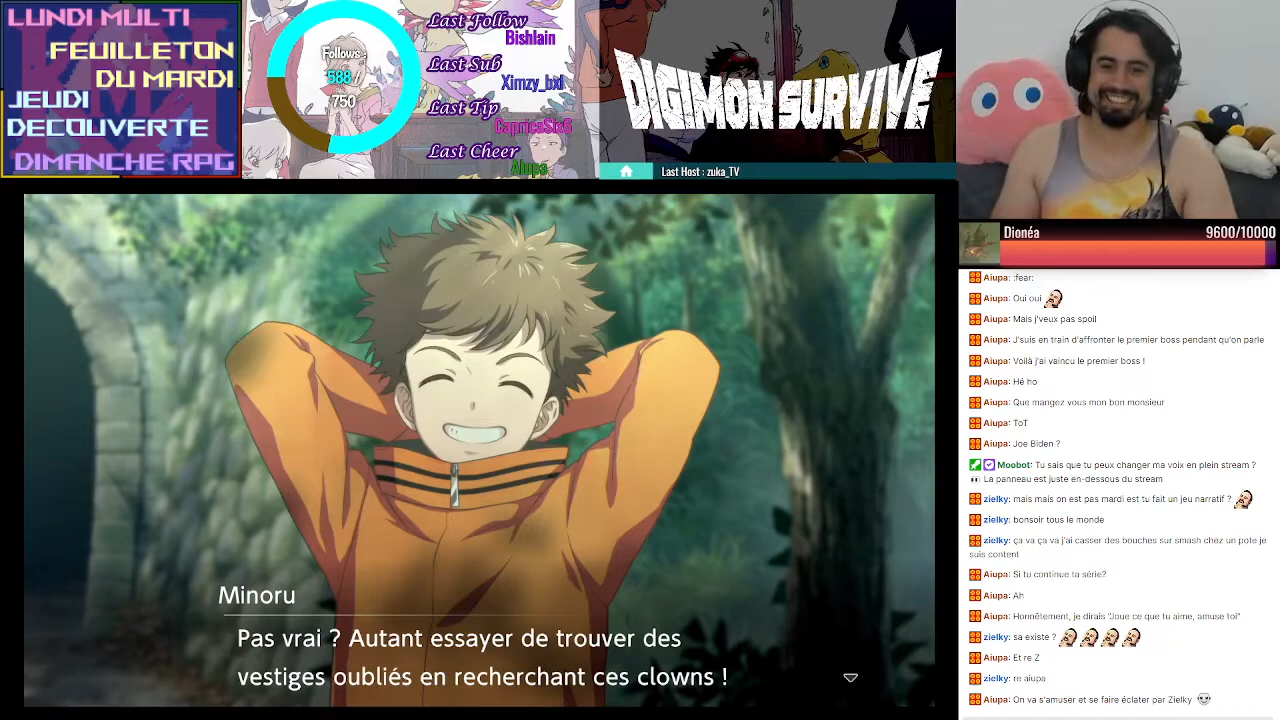 LUNDI MULTI
FEUILLETON
DU MARDI
JEUDI
DECOUVERTE
DIMANCHE RPG
Follows :
588 /
750
Last Follow
Bishlain
Last Sub
Ximzy_bxl
Last Tip
CapricaSix6
Last Cheer
Aiupa
DIGIMON SURVIVE
Last Host : zuka_TV
Dionéa 9600/10000
Aiupa: :fear:
Aiupa: Oui oui
Aiupa: Mais j'veux pas spoil
Aiupa: J'suis en train d'affronter le premier boss pendant qu'on parle
Aiupa: Voilà j'ai vaincu le premier boss !
Aiupa: Hé ho
Aiupa: Que mangez vous mon bon monsieur
Aiupa: ToT
Aiupa: Joe Biden ?
Moobot: Tu sais que tu peux changer ma voix en plein stream ?
La panneau est juste en-dessous du stream
zielky: mais mais on est pas mardi est tu fait un jeu narratif ?
zielky: bonsoir tous le monde
zielky: ça va ça va j'ai casser des bouches sur smash chez un pote je
suis content
Aiupa: Si tu continue ta série?
Aiupa: Ah
Aiupa: Honnêtement, je dirais "Joue ce que tu aime, amuse toi"
zielky: sa existe ?
Aiupa: Et re Z
zielky: re aiupa
Aiupa: On va s'amuser et se faire éclater par Zielky
Minoru
Pas vrai ? Autant essayer de trouver des
vestiges oubliés en recherchant ces clowns !